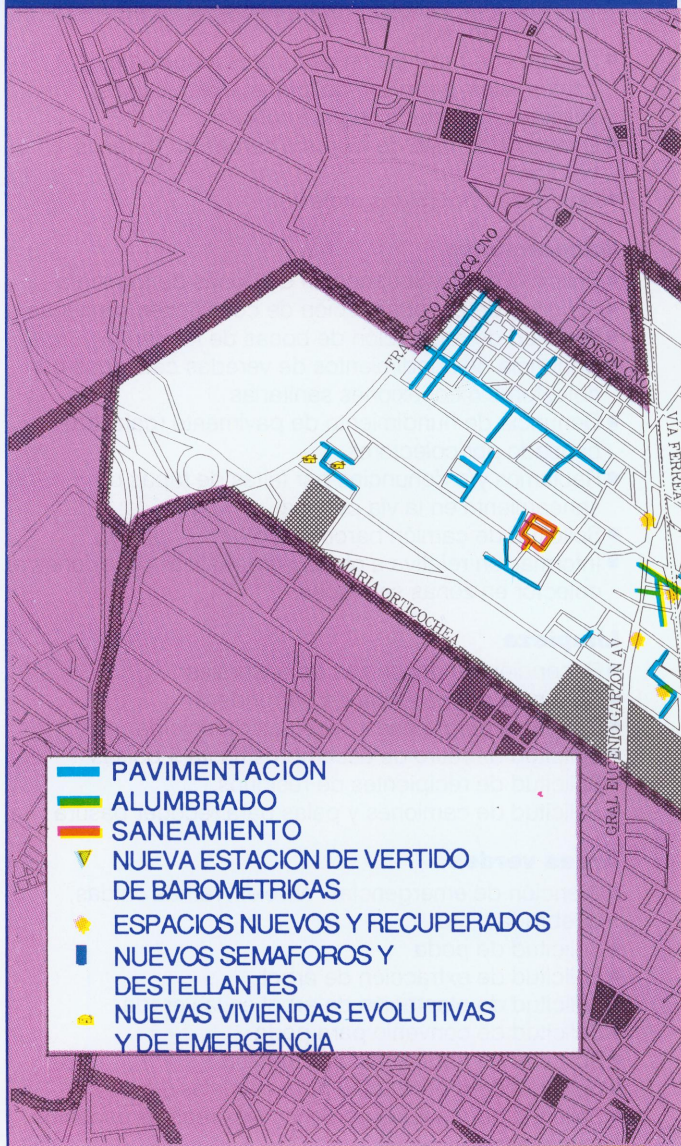 FRANCISCO LECOCQ CNO
EDISON CNO
VIA FERREA
MARIA ORTICOCHEA
GRAL EUGENIO GARZON AV
PAVIMENTACION
ALUMBRADO
SANEAMIENTO
NUEVA ESTACION DE VERTIDO
DE BAROMETRICAS
ESPACIOS NUEVOS Y RECUPERADOS
NUEVOS SEMAFOROS Y
DESTELLANTES
NUEVAS VIVIENDAS EVOLUTIVAS
Y DE EMERGENCIA